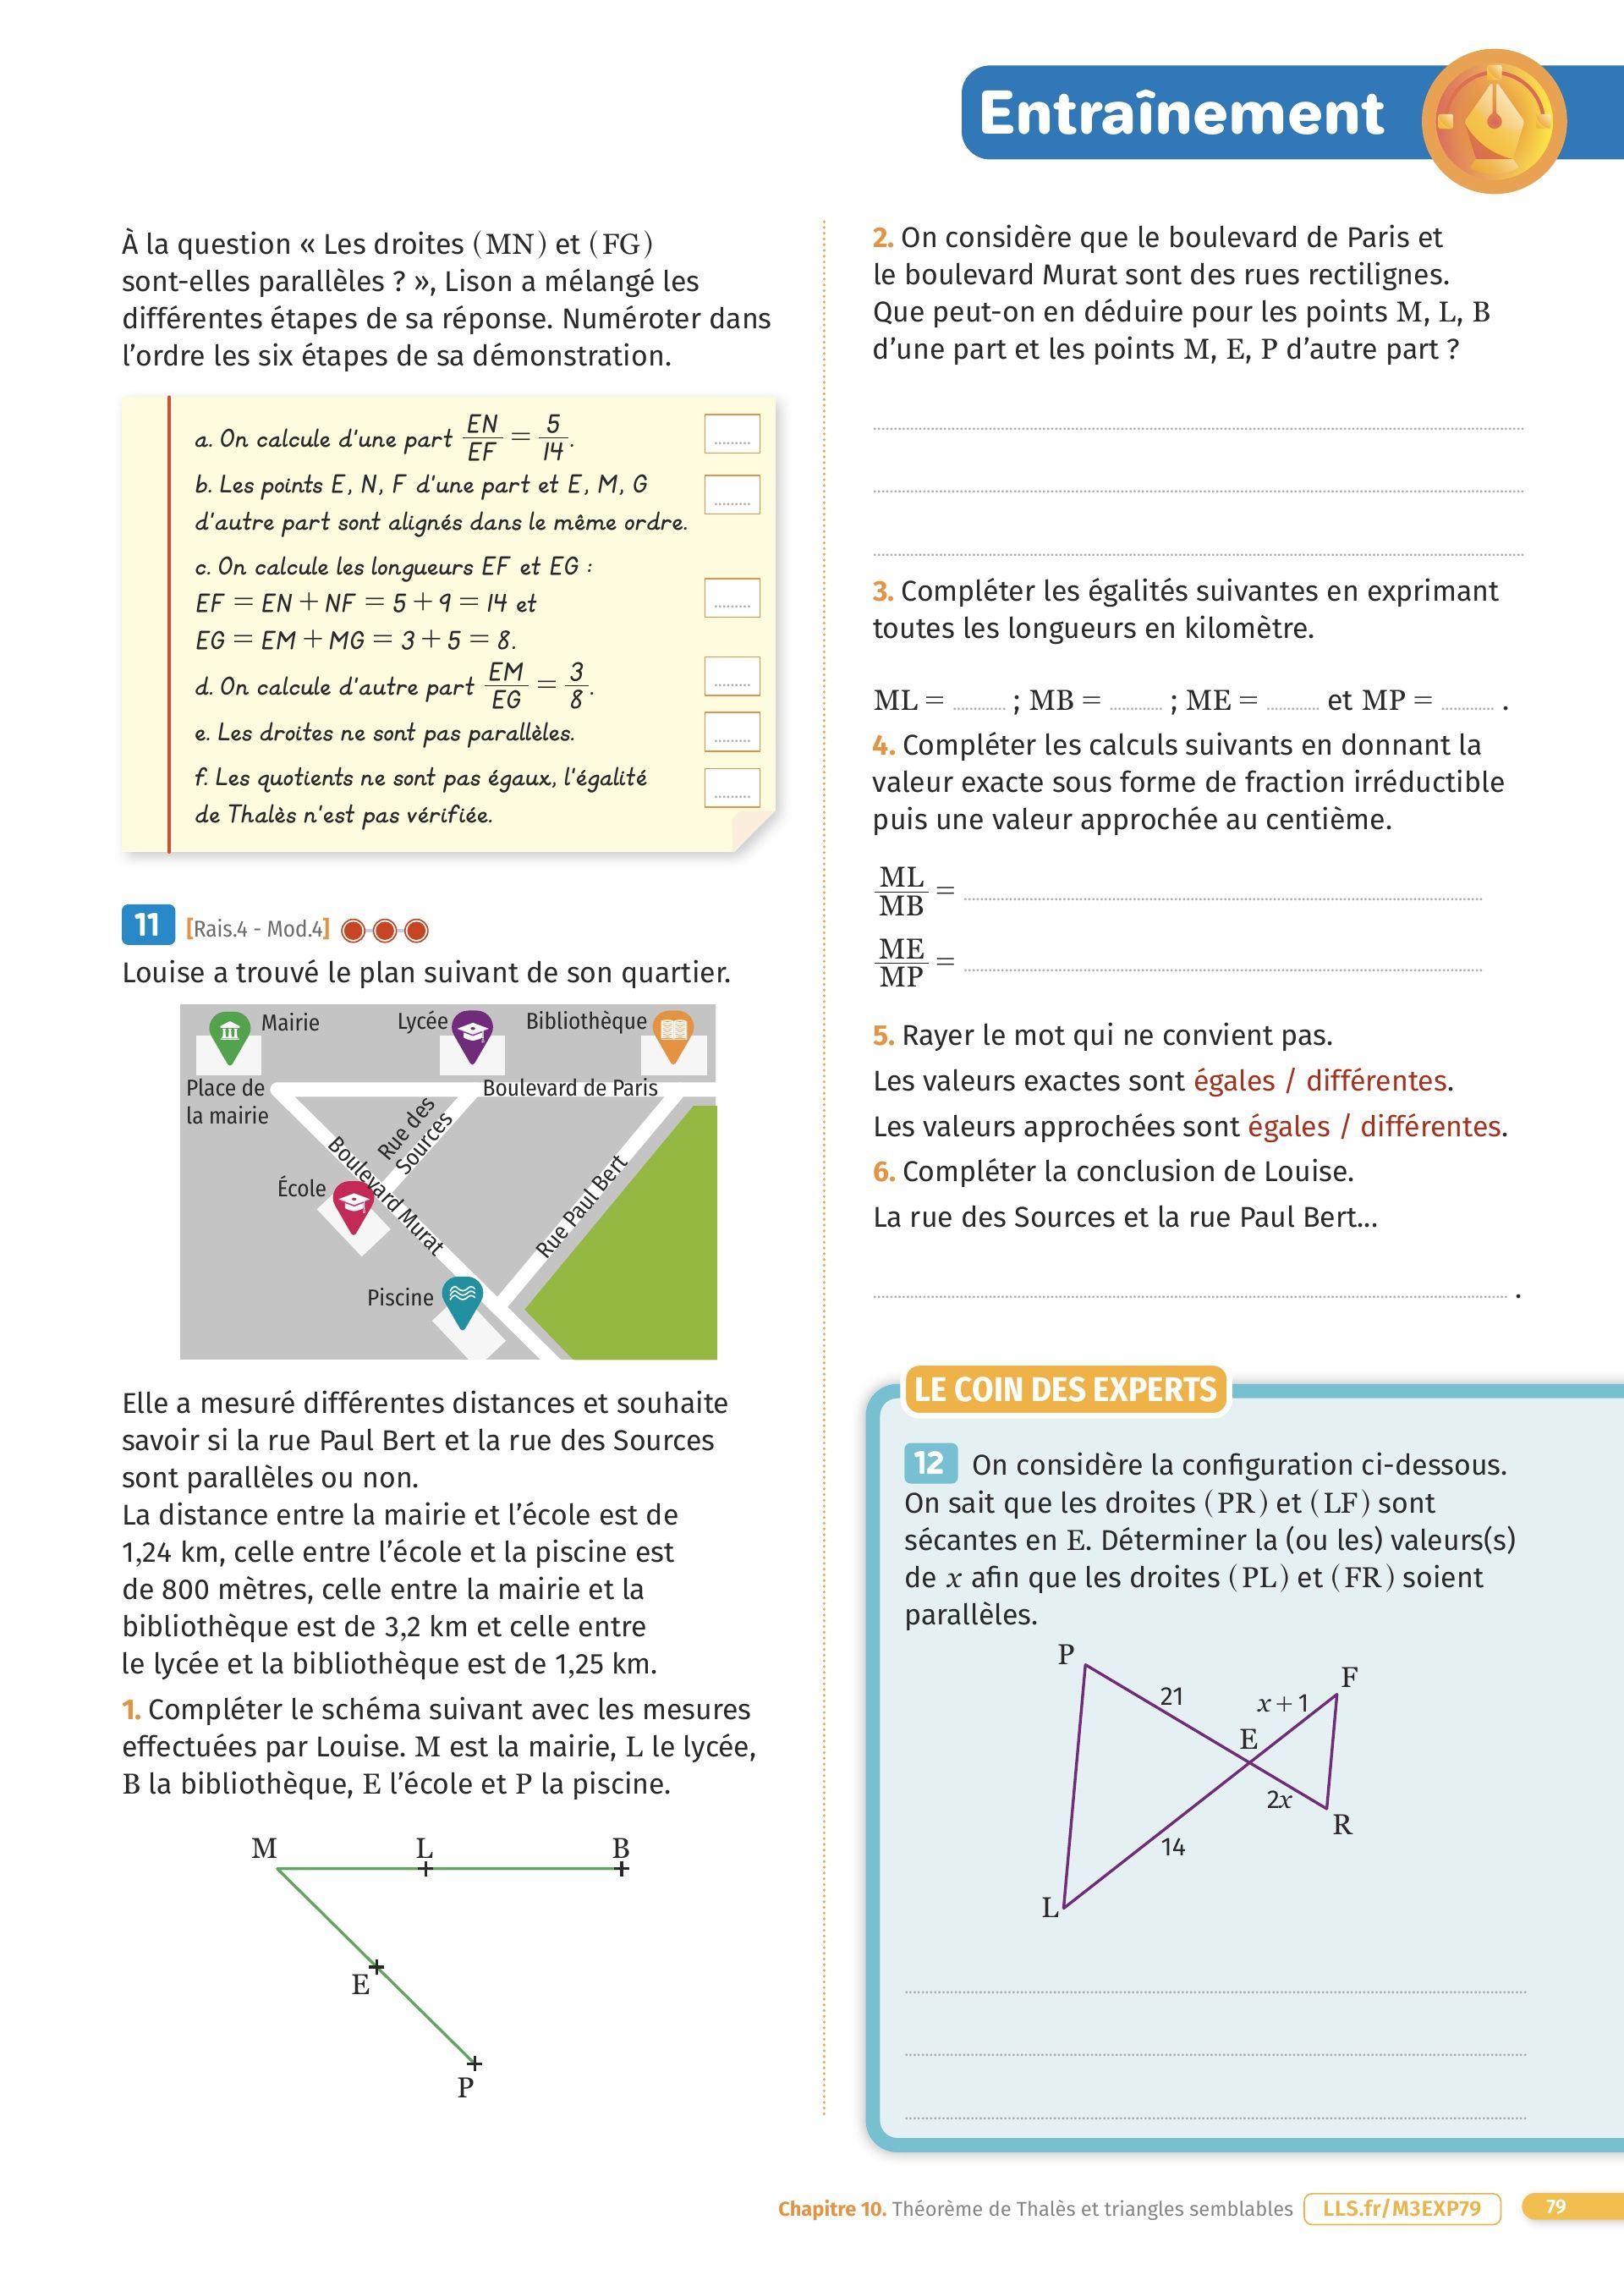 Entraînement
À la question « Les droites (MN) et (FG)
sont-elles parallèles ? », Lison a mélangé les
différentes étapes de sa réponse. Numéroter dans
l’ordre les six étapes de sa démonstration.
a. On calcule d’une part EN/EF = 5/14.
b. Les points E, N, F d’une part et E, M, G
d’autre part sont alignés dans le même ordre.
c. On calcule les longueurs EF et EG :
EF = EN + NF = 5 + 9 = 14 et
EG = EM + MG = 3 + 5 = 8.
d. On calcule d’autre part EM/EG = 3/8.
e. Les droites ne sont pas parallèles.
f. Les quotients ne sont pas égaux, l’égalité
de Thalès n’est pas vérifiée.
11 [Rais.4 - Mod.4]
Louise a trouvé le plan suivant de son quartier.
Mairie
Lycée
Bibliothèque
Place de
la mairie
Boulevard de Paris
Rue des
Sources
Boulevard Murat
École
Rue Paul Bert
Piscine
Elle a mesuré différentes distances et souhaite
savoir si la rue Paul Bert et la rue des Sources
sont parallèles ou non.
La distance entre la mairie et l’école est de
1,24 km, celle entre l’école et la piscine est
de 800 mètres, celle entre la mairie et la
bibliothèque est de 3,2 km et celle entre
le lycée et la bibliothèque est de 1,25 km.
1. Compléter le schéma suivant avec les mesures
effectuées par Louise. M est la mairie, L le lycée,
B la bibliothèque, E l’école et P la piscine.
M L B
E
P
2. On considère que le boulevard de Paris et
le boulevard Murat sont des rues rectilignes.
Que peut-on en déduire pour les points M, L, B
d’une part et les points M, E, P d’autre part ?
3. Compléter les égalités suivantes en exprimant
toutes les longueurs en kilomètre.
ML = .......... ; MB = .......... ; ME = .......... et MP = .......... .
4. Compléter les calculs suivants en donnant la
valeur exacte sous forme de fraction irréductible
puis une valeur approchée au centième.
ML/MB =
ME/MP =
5. Rayer le mot qui ne convient pas.
Les valeurs exactes sont égales / différentes.
Les valeurs approchées sont égales / différentes.
6. Compléter la conclusion de Louise.
La rue des Sources et la rue Paul Bert...
.
LE COIN DES EXPERTS
12 On considère la configuration ci-dessous.
On sait que les droites (PR) et (LF) sont
sécantes en E. Déterminer la (ou les) valeurs(s)
de x afin que les droites (PL) et (FR) soient
parallèles.
P
F
21
x + 1
E
2x
R
14
L
Chapitre 10. Théorème de Thalès et triangles semblables LLS.fr/M3EXP79 79